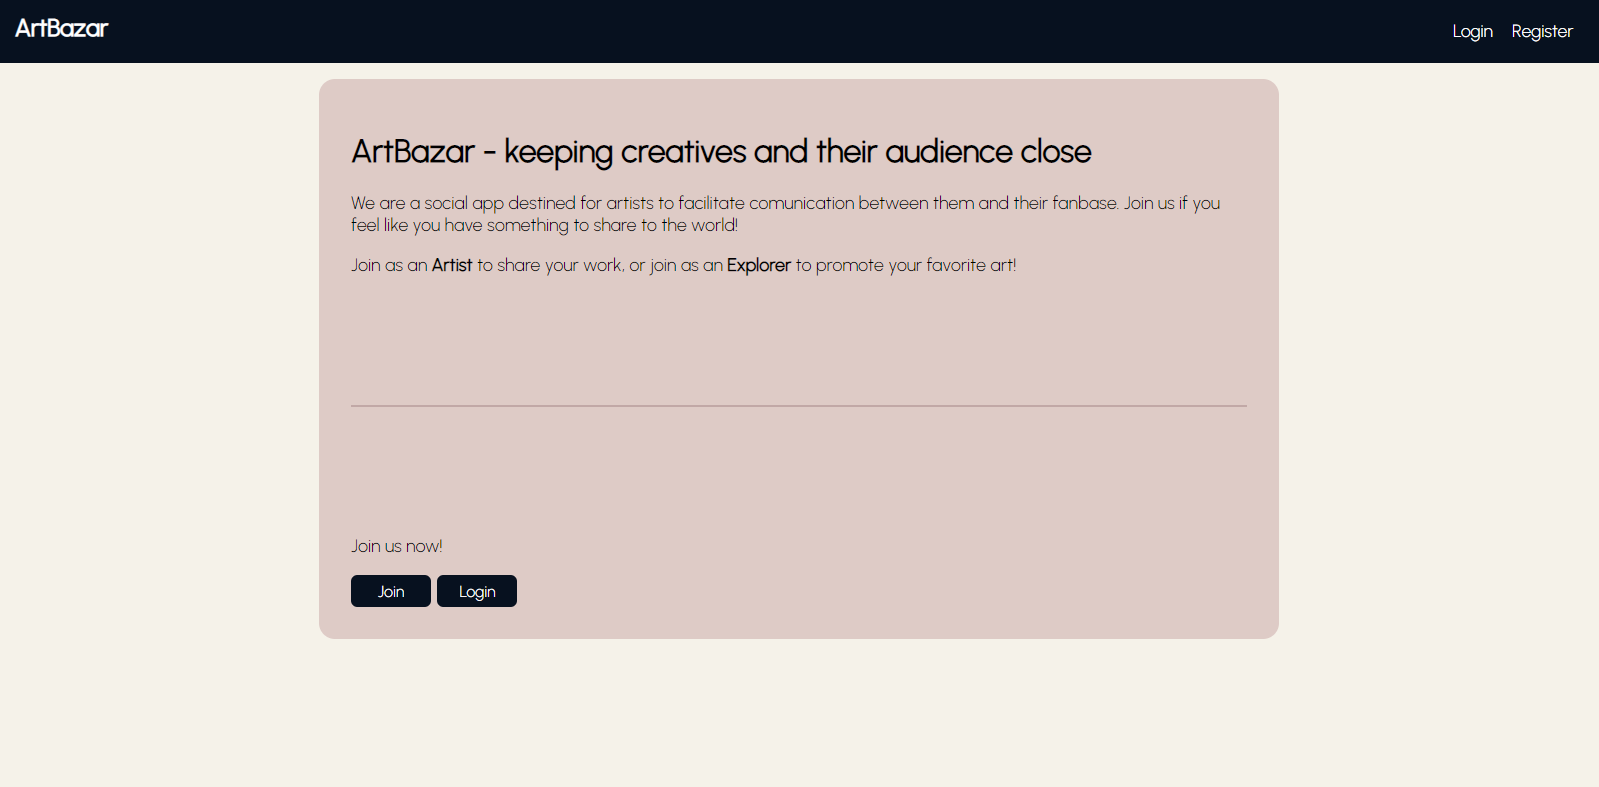 ArtBazar
Login Register
ArtBazar - keeping creatives and their audience close
We are a social app destined for artists to facilitate comunication between them and their fanbase. Join us if you
feel like you have something to share to the world!
Join as an Artist to share your work, or join as an Explorer to promote your favorite art!
Join us now!
Join Login